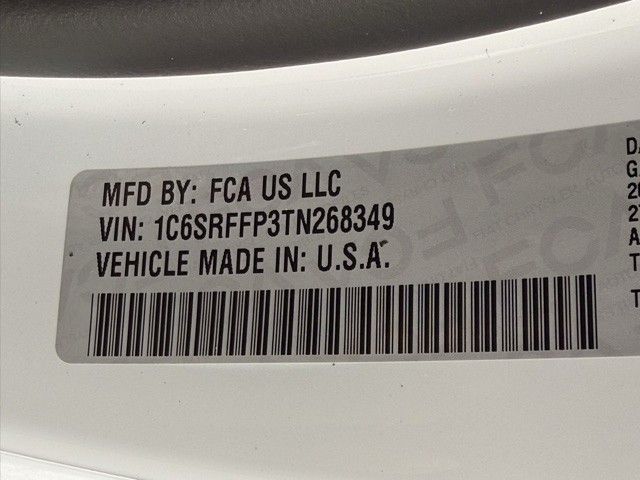 MFD BY: FCA US LLC
VIN: 1C6SRFFP3TN268349
VEHICLE MADE IN: U.S.A.